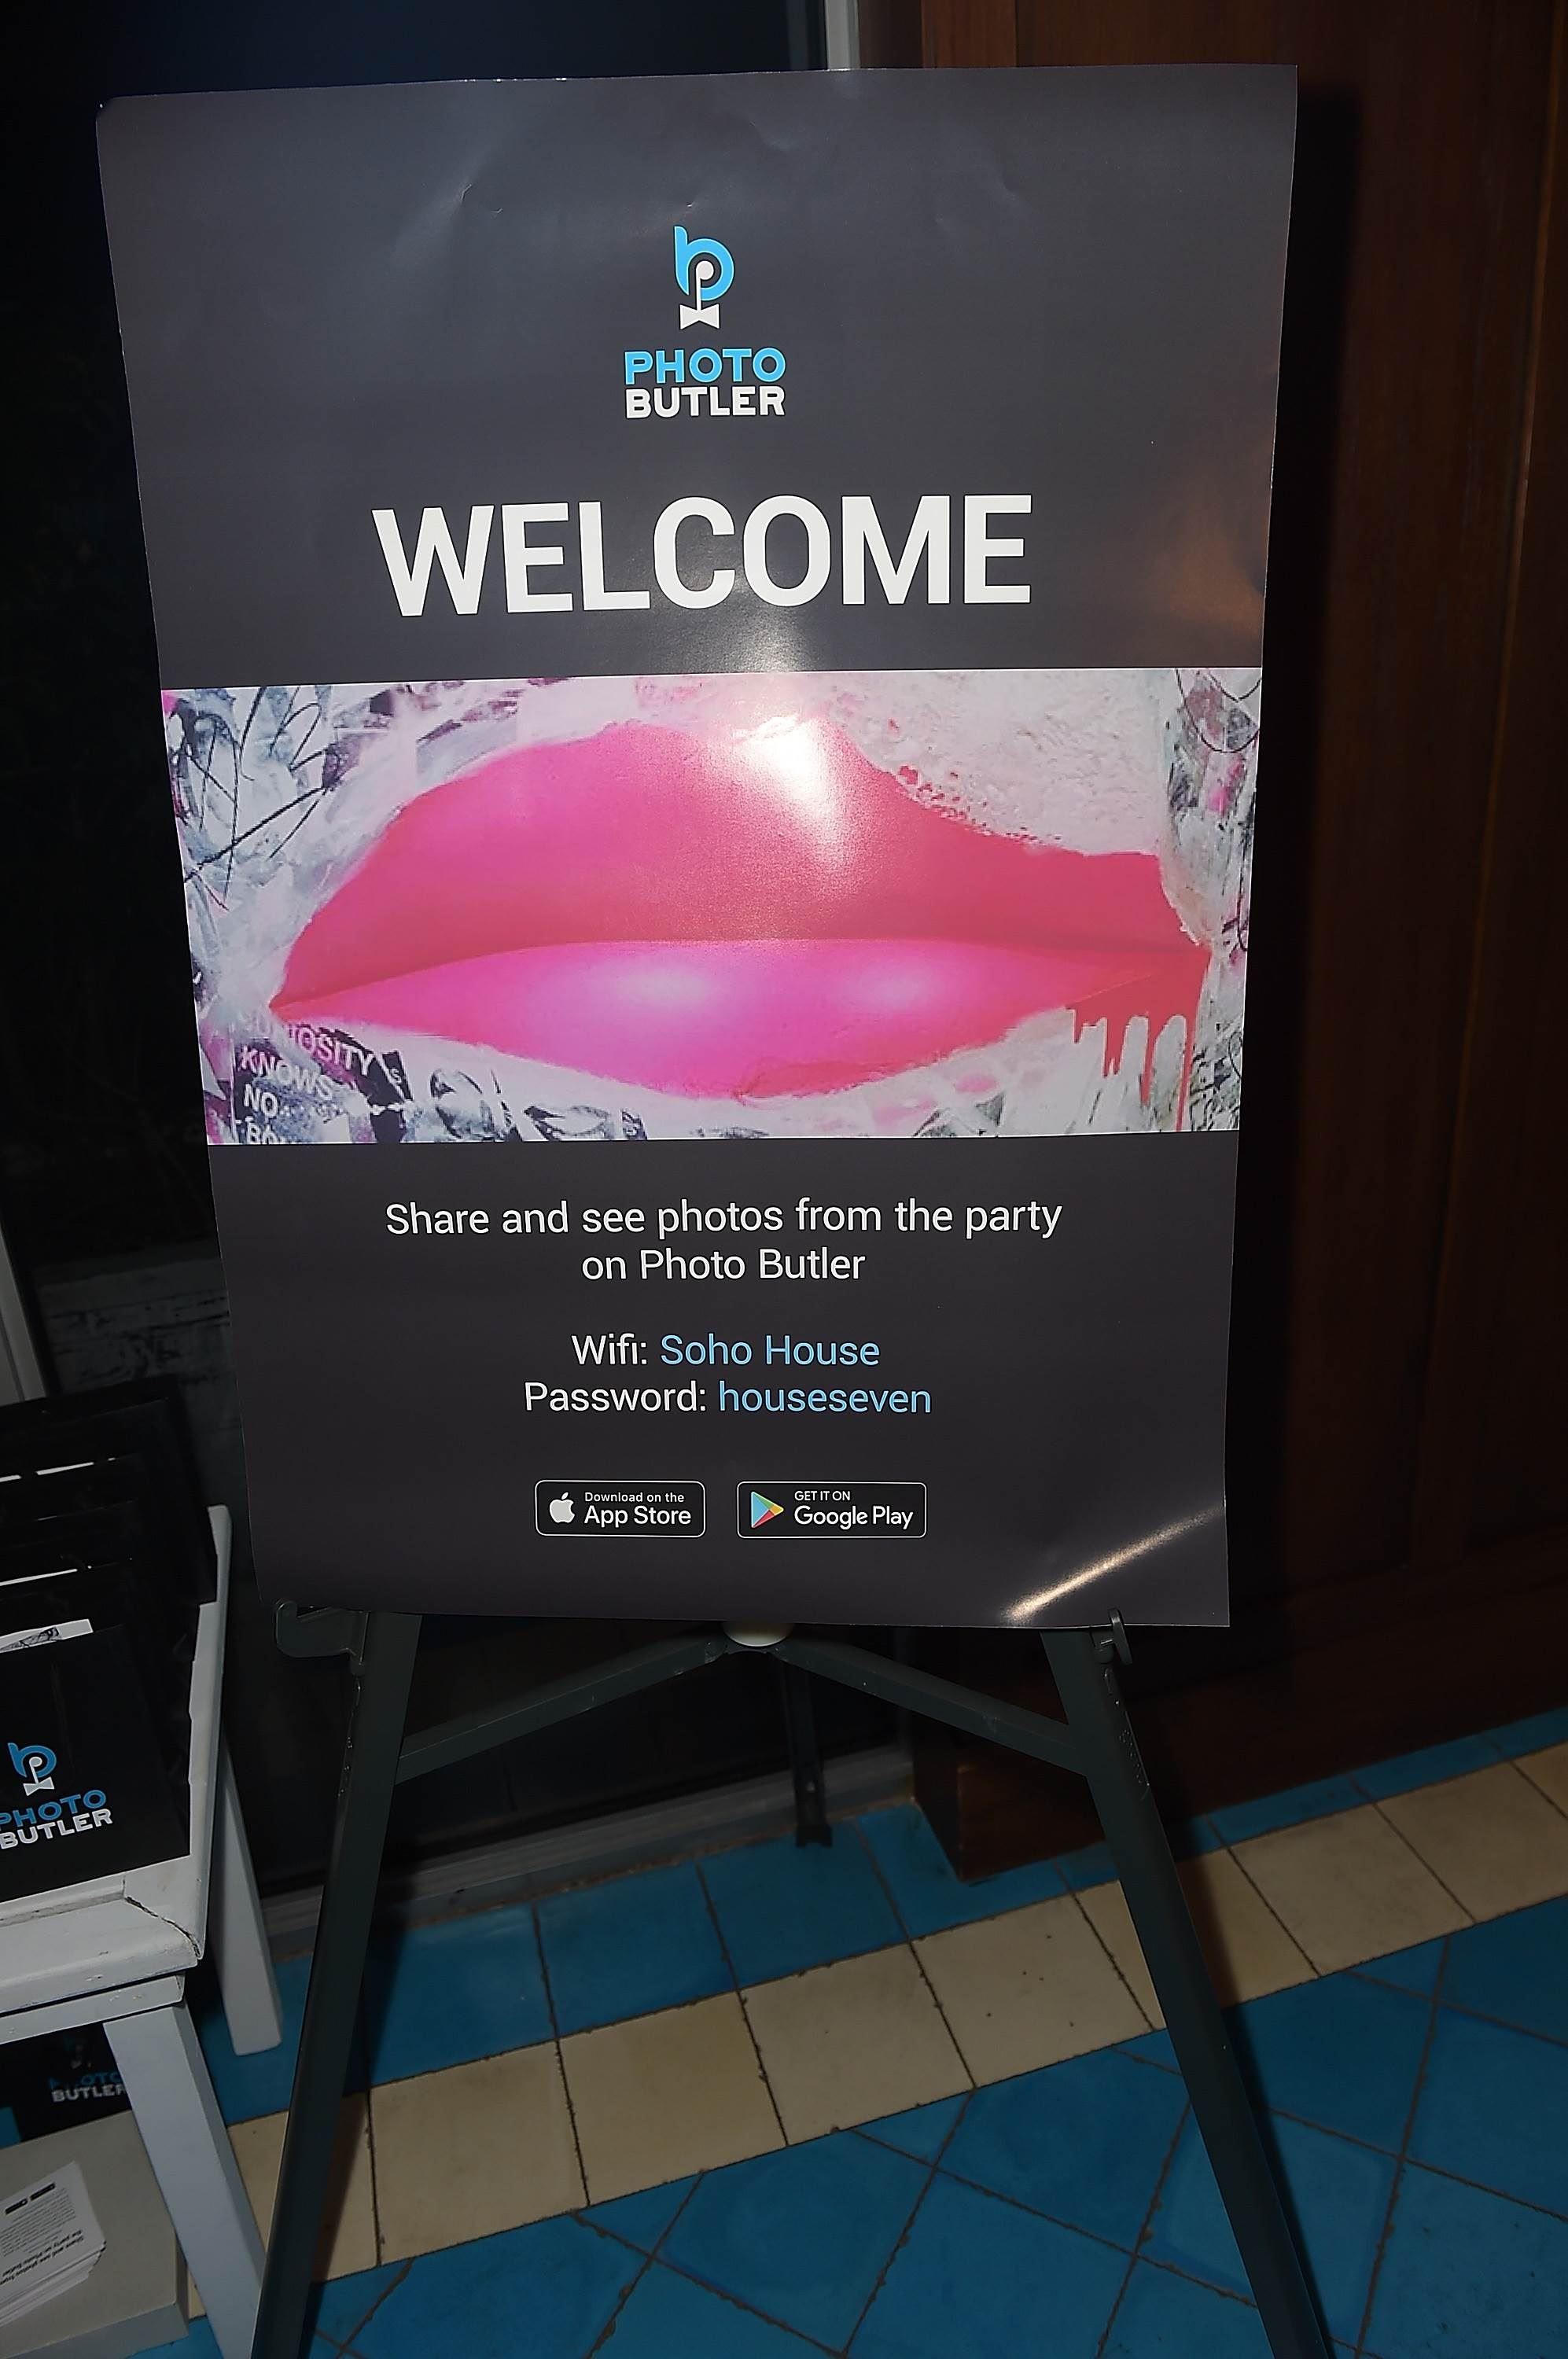 PHOTO
BUTLER
WELCOME
KNOWS
NO
Share and see photos from the party
on Photo Butler
Wifi: Soho House
Password: houseseven
Download on the
App Store
GET IT ON
Google Play
PHOTO
BUTLER
BUTLER